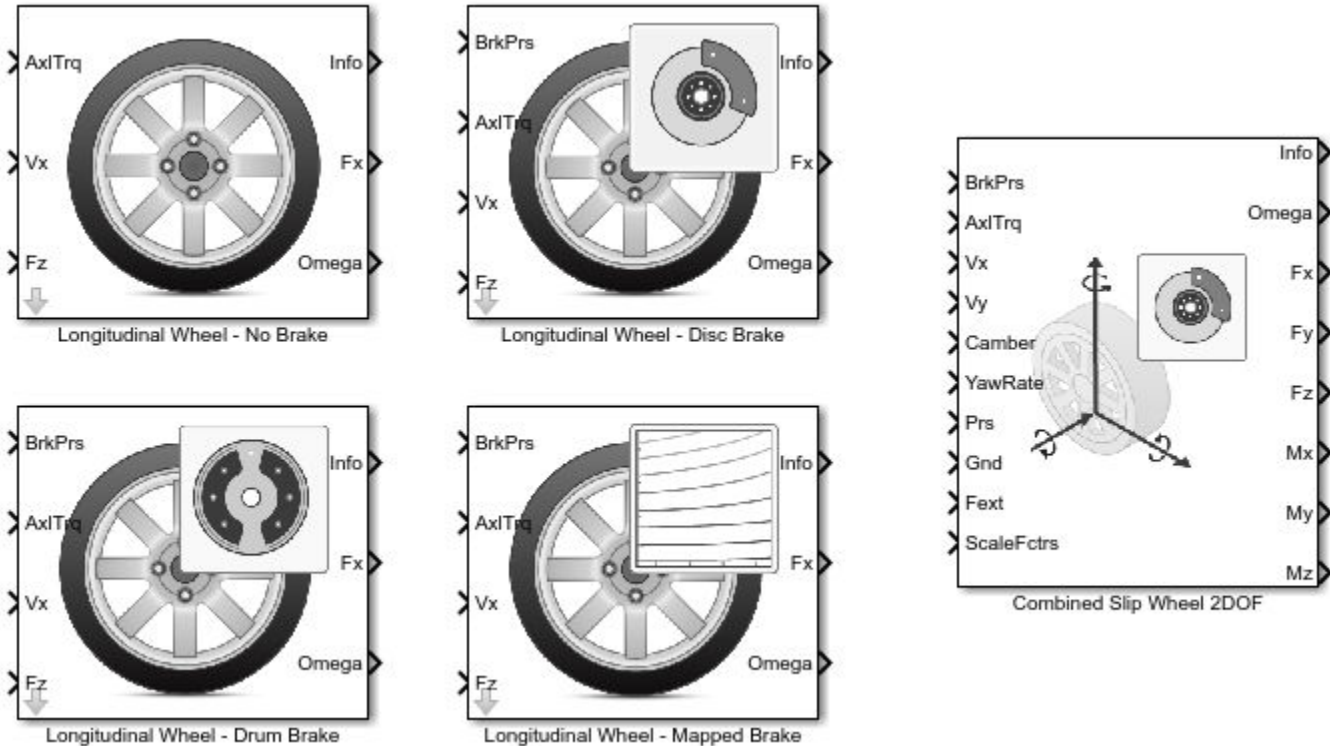 AxlTrq
Vx
Fz
Info
Fx
Omega
Longitudinal Wheel - No Brake
BrkPrs
AxlTrq
Vx
Fz
Info
Fx
Omega
Longitudinal Wheel - Disc Brake
BrkPrs
AxlTrq
Vx
Fz
Info
Fx
Omega
Longitudinal Wheel - Drum Brake
BrkPrs
AxlTrq
Vx
Fz
Info
Fx
Omega
Longitudinal Wheel - Mapped Brake
BrkPrs
AxlTrq
Vx
Vy
Camber
YawRate
Prs
Gnd
Fext
ScaleFctrs
Info
Omega
Fx
Fy
Fz
Mx
My
Mz
Combined Slip Wheel 2DOF